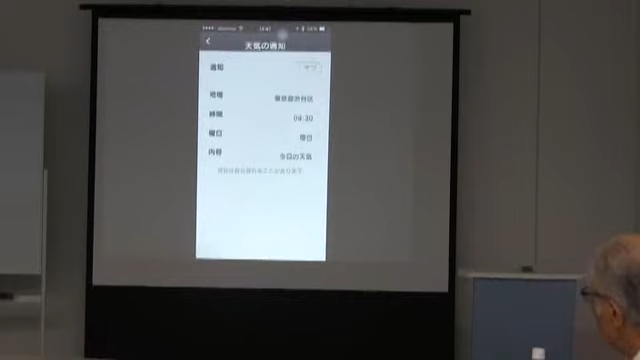 天気の通知
通知
地域
東京都渋谷区
時間
04:30
曜日
毎日
内容
今日の天気